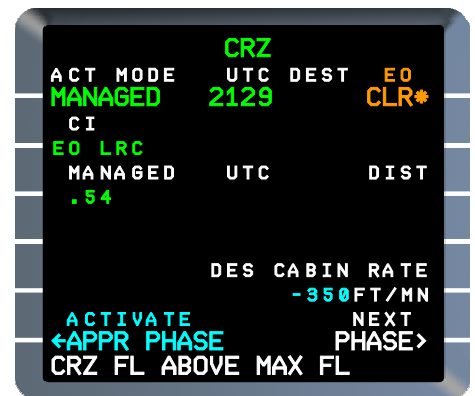 CRZ
ACT MODE UTC DEST EO
MANAGED 2129 CLR*
CI
EO LRC
MANAGED UTC DIST
.54
DES CABIN RATE
-350FT/MN
ACTIVATE NEXT
←APPR PHASE PHASE>
CRZ FL ABOVE MAX FL